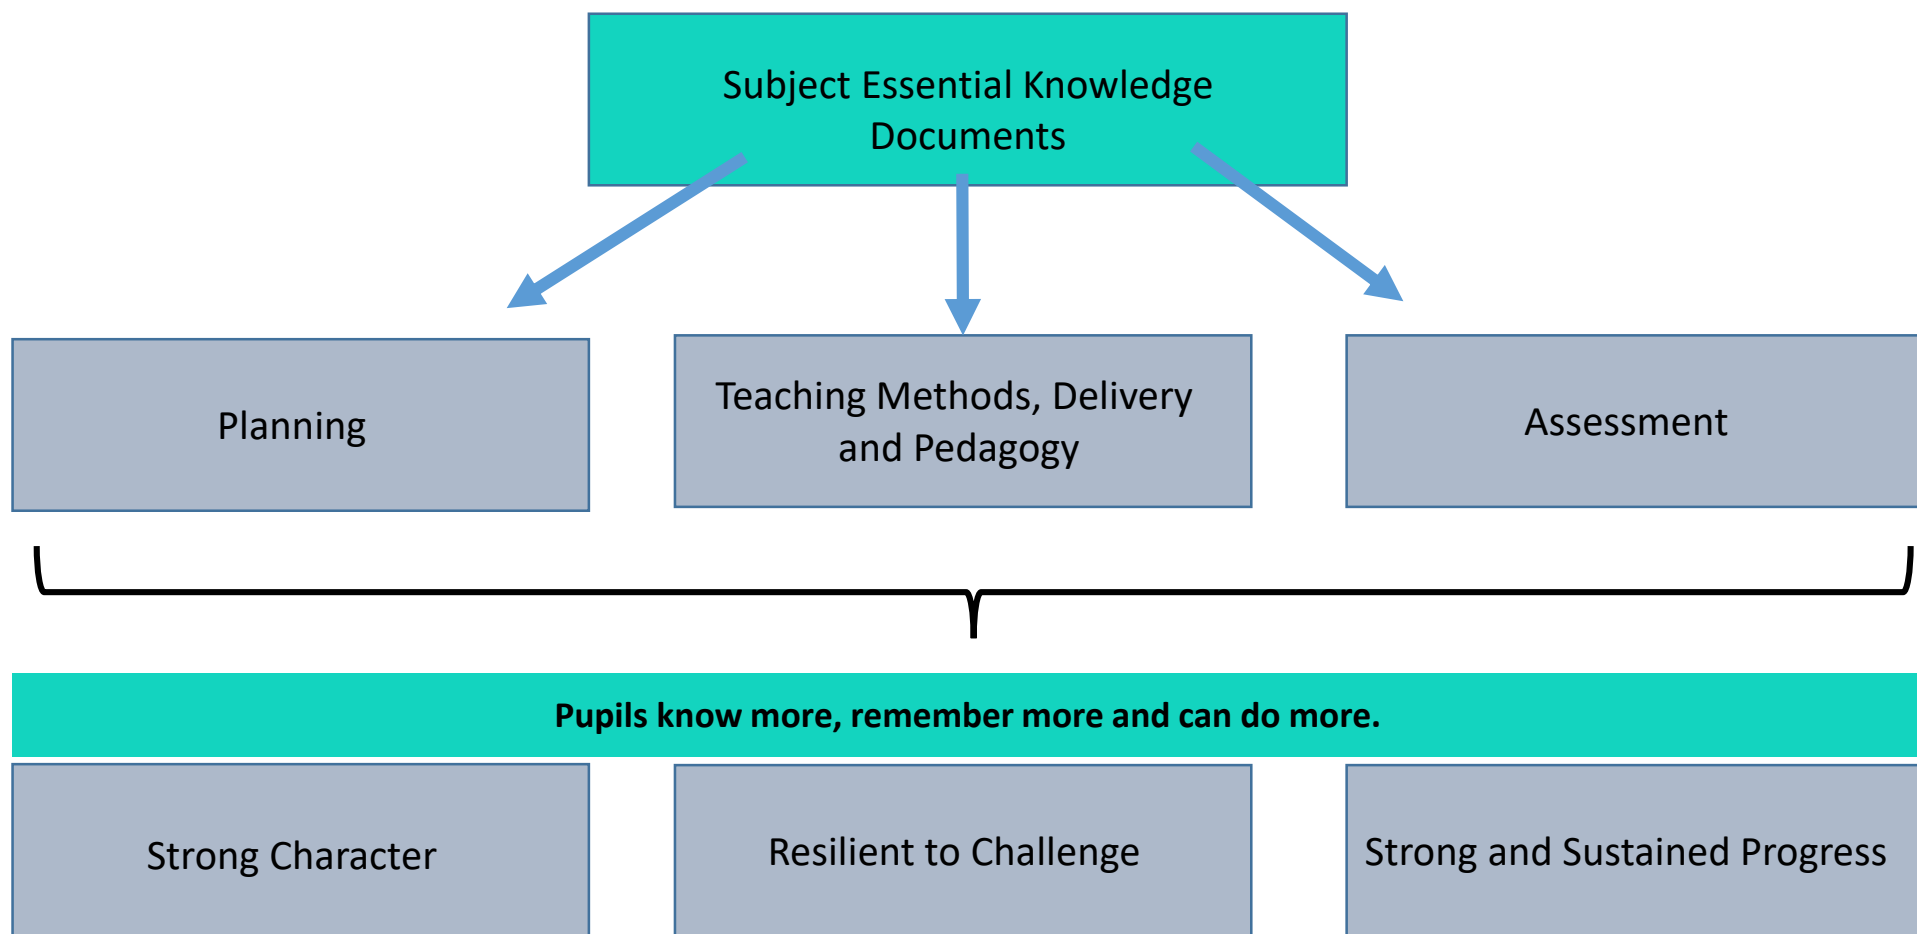 Subject Essential Knowledge
Documents
Planning
Teaching Methods, Delivery
and Pedagogy
Assessment
Pupils know more, remember more and can do more.
Strong Character
Resilient to Challenge
Strong and Sustained Progress